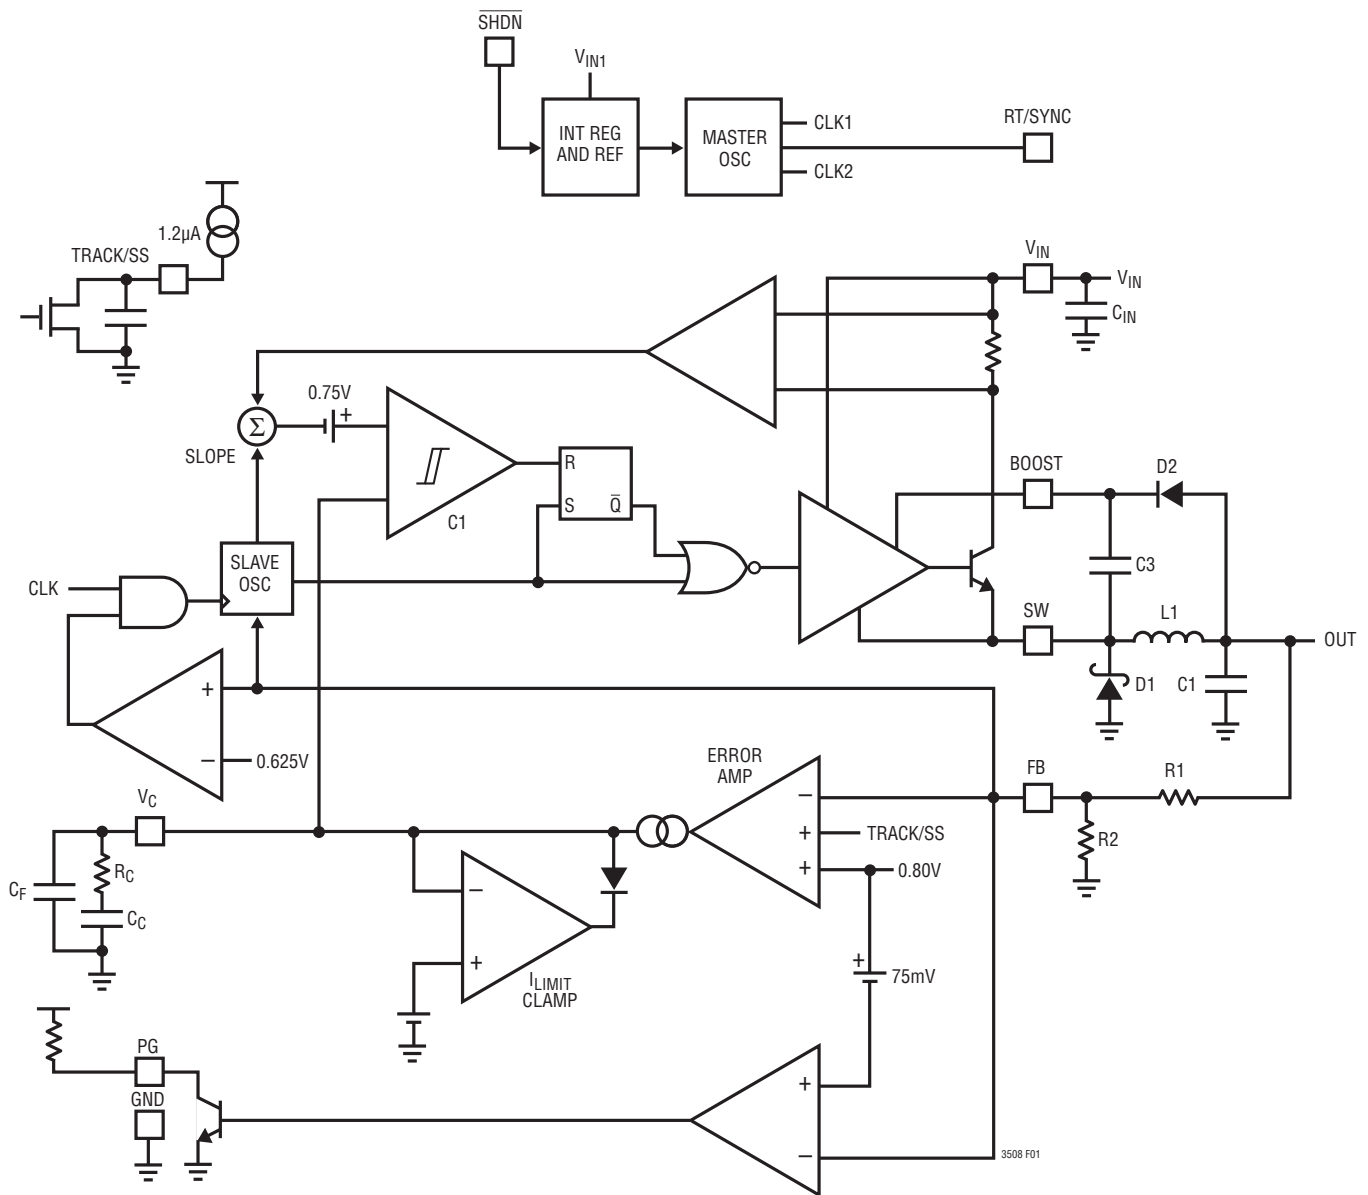 SHDN
VIN1
INT REG
AND REF
MASTER
OSC
CLK1
CLK2
RT/SYNC
1.2µA
TRACK/SS
VIN
VIN
CIN
0.75V
+
Σ
SLOPE
C1
R
S
Q̅
BOOST
D2
C3
SLAVE
OSC
CLK
SW
L1
OUT
D1
C1
+
−
0.625V
ERROR
AMP
FB
R1
R2
−
+
TRACK/SS
+
0.80V
VC
RC
CF
CC
−
+
ILIMIT
CLAMP
+
75mV
PG
GND
+
−
3508 F01